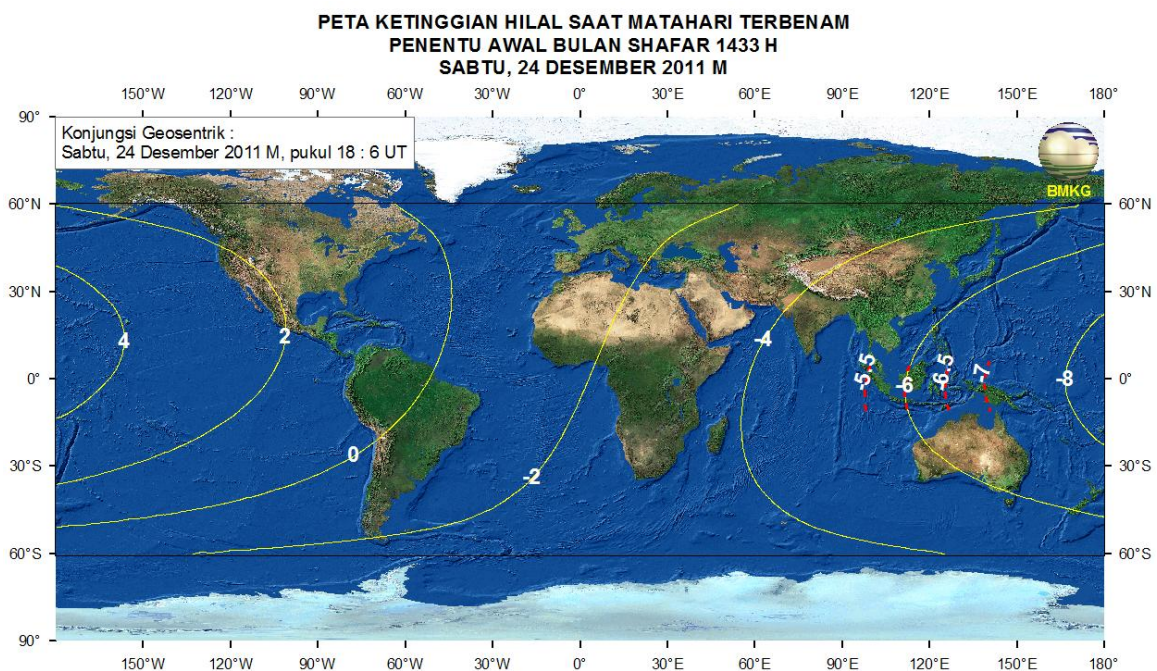 PETA KETINGGIAN HILAL SAAT MATAHARI TERBENAM
PENENTU AWAL BULAN SHAFAR 1433 H
SABTU, 24 DESEMBER 2011 M
150°W 120°W 90°W 60°W 30°W 0° 30°E 60°E 90°E 120°E 150°E 180°
90° 90°
Konjungsi Geosentrik :
Sabtu, 24 Desember 2011 M, pukul 18 : 6 UT
BMKG
60°N 60°N
30°N 30°N
4 2 -4 -5.5 -6 -6.5 -7 -8
0° 0°
0 -2
30°S 30°S
60°S 60°S
90° 90°
150°W 120°W 90°W 60°W 30°W 0° 30°E 60°E 90°E 120°E 150°E 180°